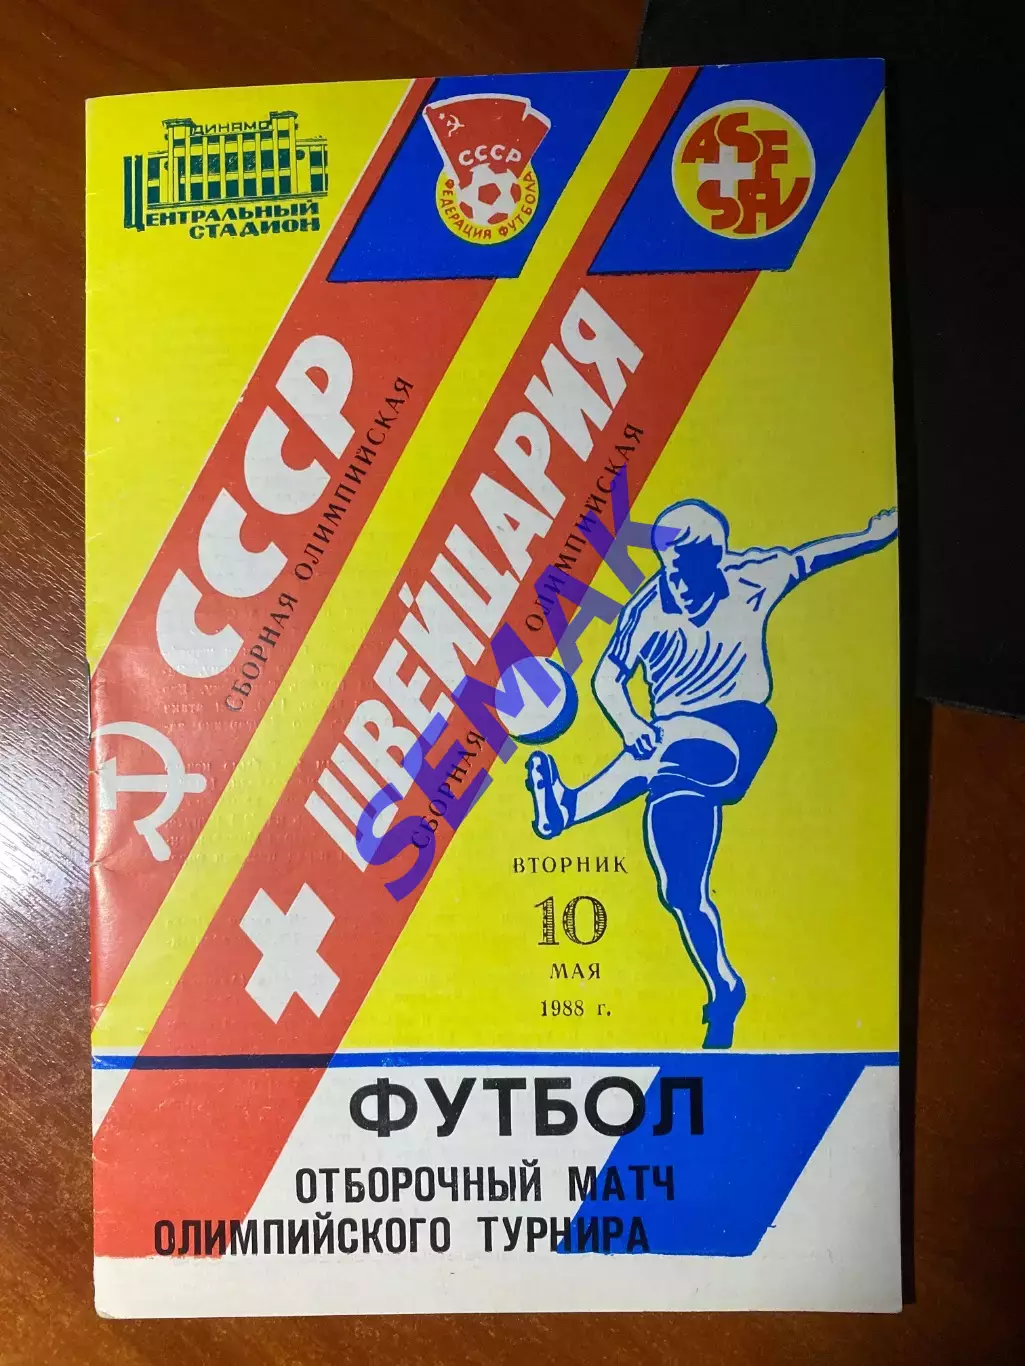 ДИНАМО
ЦЕНТРАЛЬНЫЙ
СТАДИОН
СССР
ФЕДЕРАЦИЯ ФУТБОЛА
ASF
SFV
СССР
СБОРНАЯ ОЛИМПИЙСКАЯ
ШВЕЙЦАРИЯ
СБОРНАЯ ОЛИМПИЙСКАЯ
SEMAK
ВТОРНИК
10
МАЯ
1988 г.
ФУТБОЛ
ОТБОРОЧНЫЙ МАТЧ
ОЛИМПИЙСКОГО ТУРНИРА